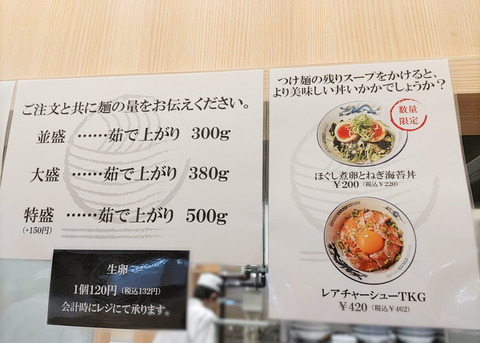 ご注文と共に麺の量をお伝えください。
並盛 ……茹で上がり 300g
大盛 ……茹で上がり 380g
特盛 ……茹で上がり 500g
(+150円)
生卵
1個120円（税込132円）
会計時にレジにて承ります。
つけ麺の残りスープをかけると、
より美味しい丼いかかでしょうか？
数量
限定
ほぐし煮卵とねぎ海苔丼
￥200（税込￥220）
レアチャーシューTKG
￥420（税込￥462）